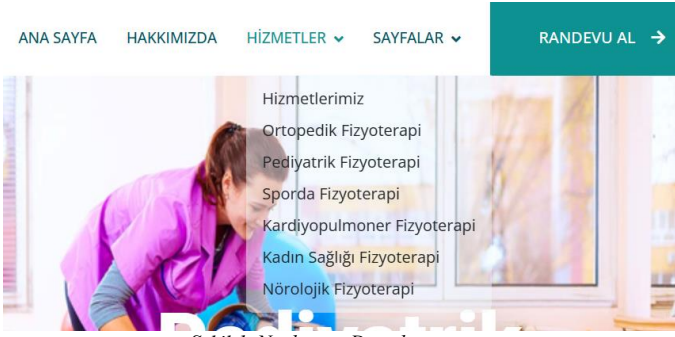 ANA SAYFA HAKKIMIZDA HİZMETLER SAYFALAR RANDEVU AL
Hizmetlerimiz
Ortopedik Fizyoterapi
Pediyatrik Fizyoterapi
Sporda Fizyoterapi
Kardiyopulmoner Fizyoterapi
Kadın Sağlığı Fizyoterapi
Nörolojik Fizyoterapi
Pediyatrik